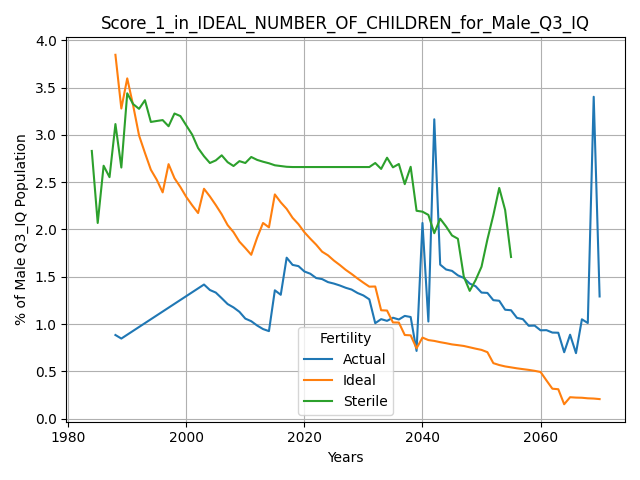 Score_1_in_IDEAL_NUMBER_OF_CHILDREN_for_Male_Q3_IQ
% of Male Q3_IQ Population
4.0
3.5
3.0
2.5
2.0
1.5
1.0
0.5
0.0
Fertility
Actual
Ideal
Sterile
1980 2000 2020 2040 2060
Years